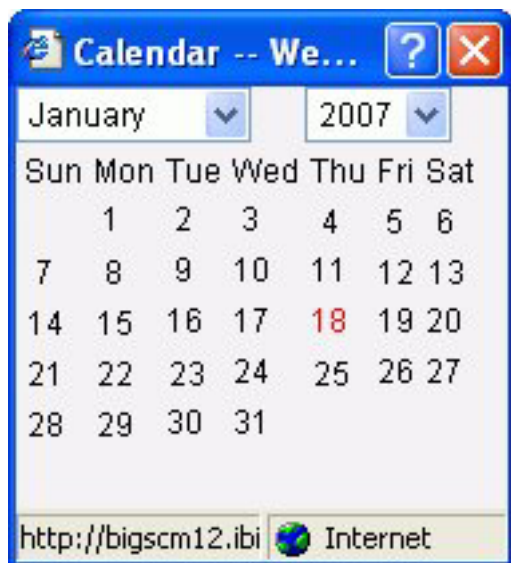 Calendar -- We... ?
January 2007
Sun Mon Tue Wed Thu Fri Sat
1 2 3 4 5 6
7 8 9 10 11 12 13
14 15 16 17 18 19 20
21 22 23 24 25 26 27
28 29 30 31
http://bigscm12.ibi Internet